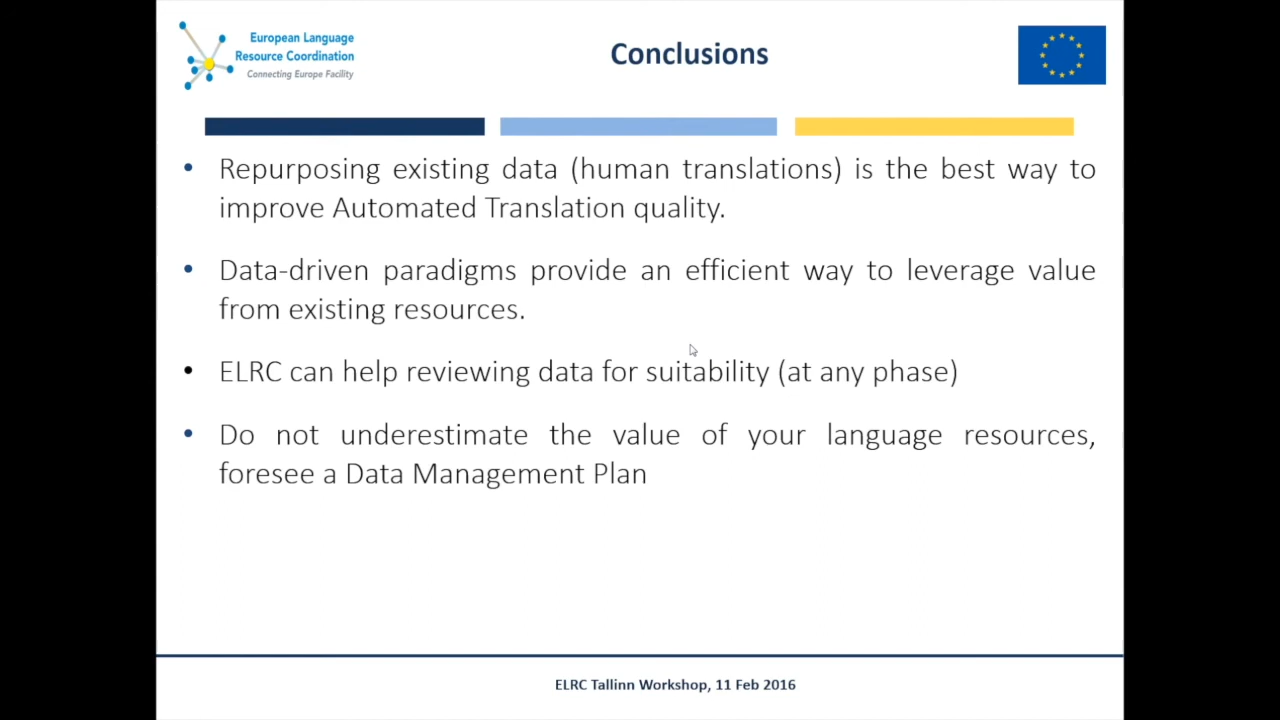 European Language
Resource Coordination
Connecting Europe Facility
Conclusions
• Repurposing existing data (human translations) is the best way to
improve Automated Translation quality.
• Data-driven paradigms provide an efficient way to leverage value
from existing resources.
• ELRC can help reviewing data for suitability (at any phase)
• Do not underestimate the value of your language resources,
foresee a Data Management Plan
ELRC Tallinn Workshop, 11 Feb 2016